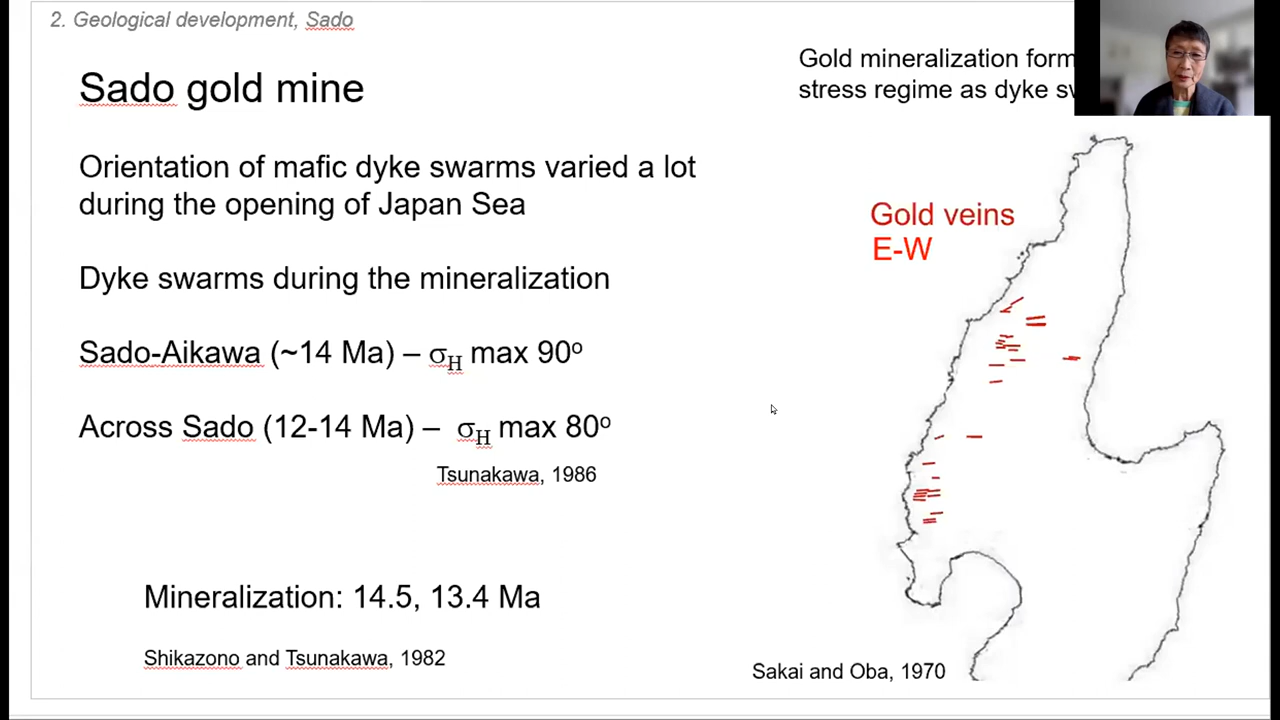 2. Geological development, Sado
Sado gold mine
Orientation of mafic dyke swarms varied a lot
during the opening of Japan Sea
Dyke swarms during the mineralization
Sado-Aikawa (~14 Ma) – σH max 90º
Across Sado (12-14 Ma) – σH max 80º
Tsunakawa, 1986
Mineralization: 14.5, 13.4 Ma
Shikazono and Tsunakawa, 1982
Gold mineralization
stress regime as dyke
Gold veins
E-W
Sakai and Oba, 1970